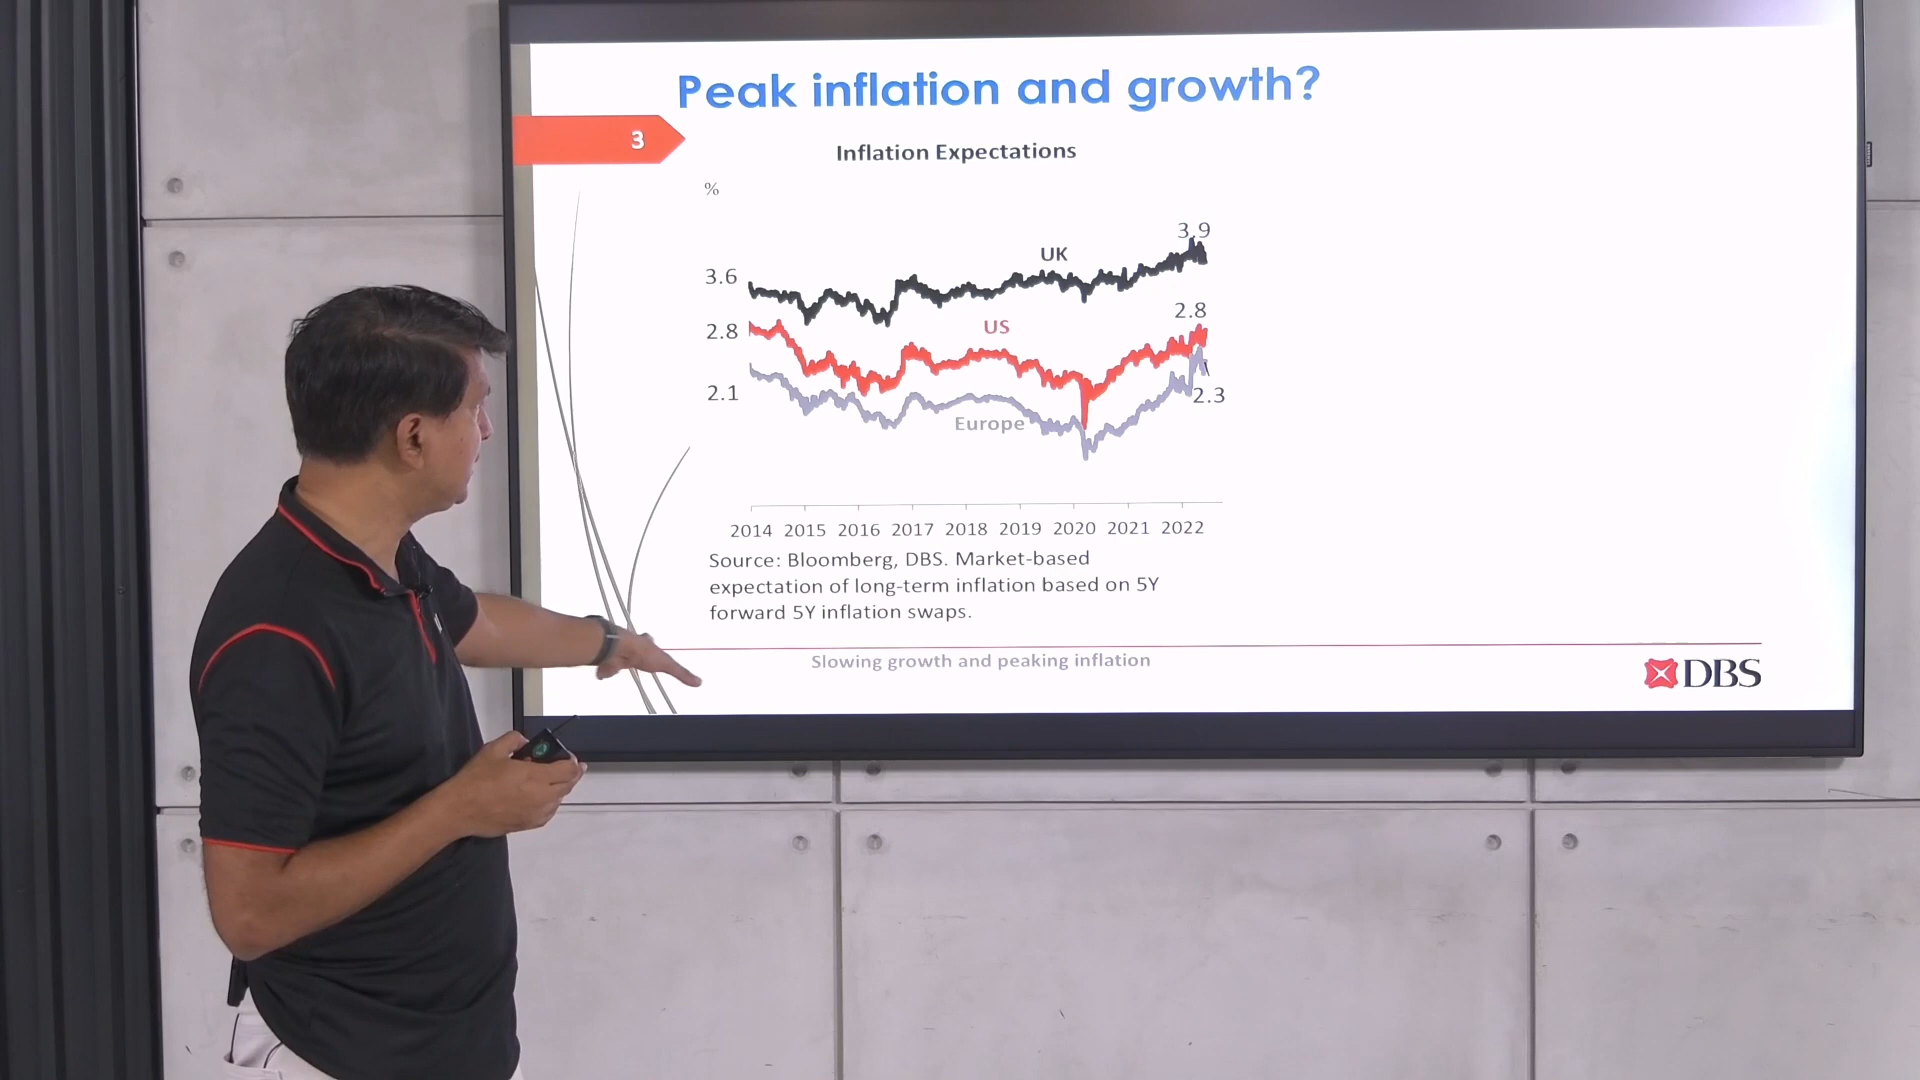 Peak inflation and growth?
3
Inflation Expectations
%
3.9
UK
3.6
2.8
US
2.8
2.1
2.3
Europe
2014 2015 2016 2017 2018 2019 2020 2021 2022
Source: Bloomberg, DBS. Market-based
expectation of long-term inflation based on 5Y
forward 5Y inflation swaps.
Slowing growth and peaking inflation
DBS